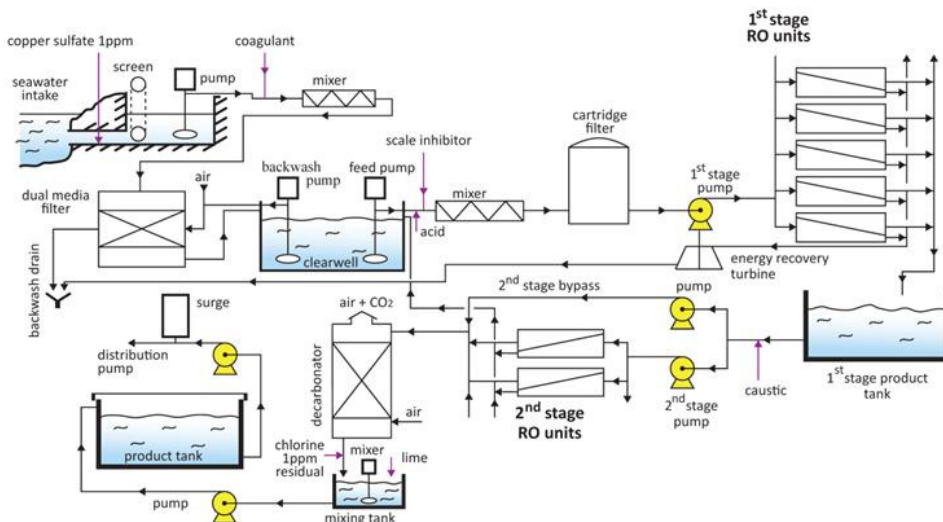 1st stage
RO units
copper sulfate 1ppm
coagulant
screen
pump
mixer
seawater
intake
cartridge
filter
scale inhibitor
backwash
pump
feed pump
mixer
1st stage
pump
air
dual media
filter
acid
clearwell
energy recovery
turbine
backwash drain
surge
air + CO2
2nd stage bypass
pump
distribution
pump
decarbonator
2nd stage
pump
caustic
1st stage product
tank
air
2nd stage
RO units
product tank
chlorine
1ppm
residual
mixer
lime
pump
mixing tank